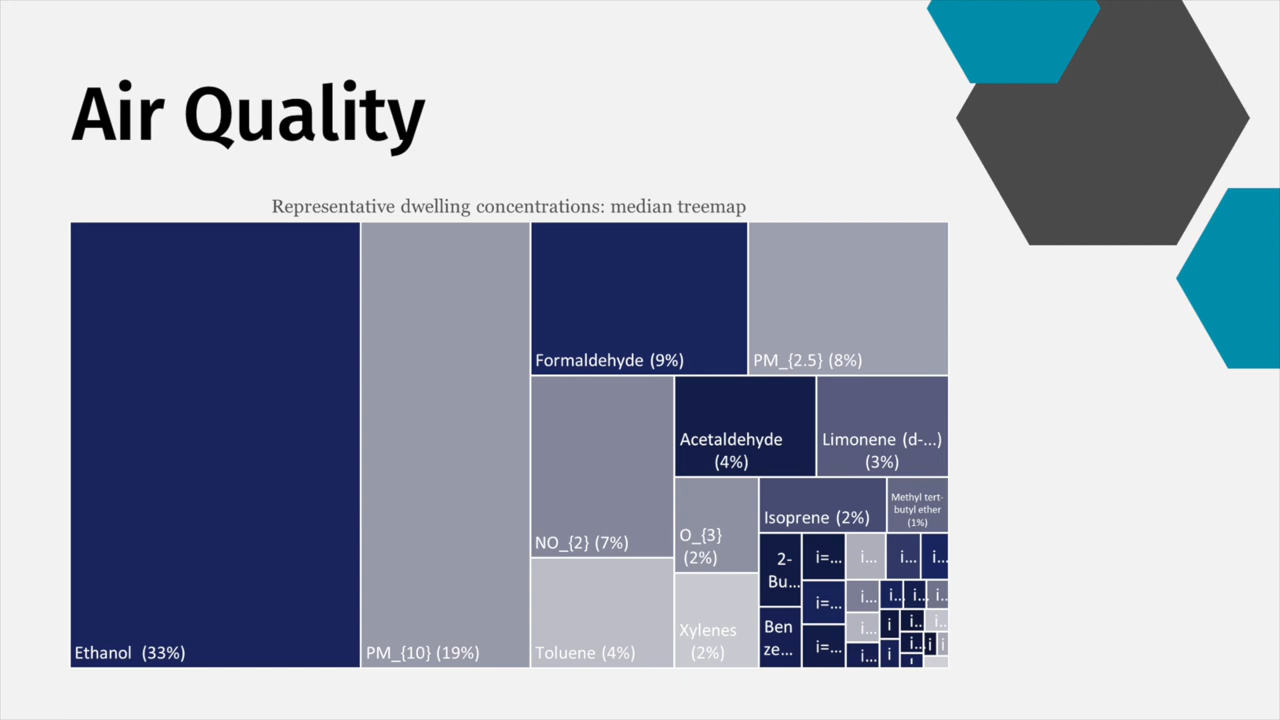 Air Quality
Representative dwelling concentrations: median treemap
Ethanol (33%)
PM_{10} (19%)
Formaldehyde (9%)
PM_{2.5} (8%)
NO_{2} (7%)
Toluene (4%)
Acetaldehyde
(4%)
Limonene (d-...)
(3%)
O_{3}
(2%)
Xylenes
(2%)
Isoprene (2%)
Methyl tert-
butyl ether
(1%)
2-
Bu...
Ben
ze...
i=...
i=...
i=...
i...
i...
i...
i...
i...
i...
i...
i...
i...
i...
i
i...
i...
i
i...
i